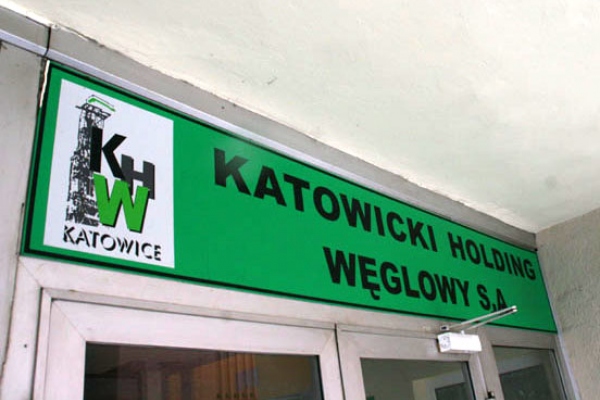 KHW
KATOWICE
KATOWICKI HOLDING
WĘGLOWY S.A